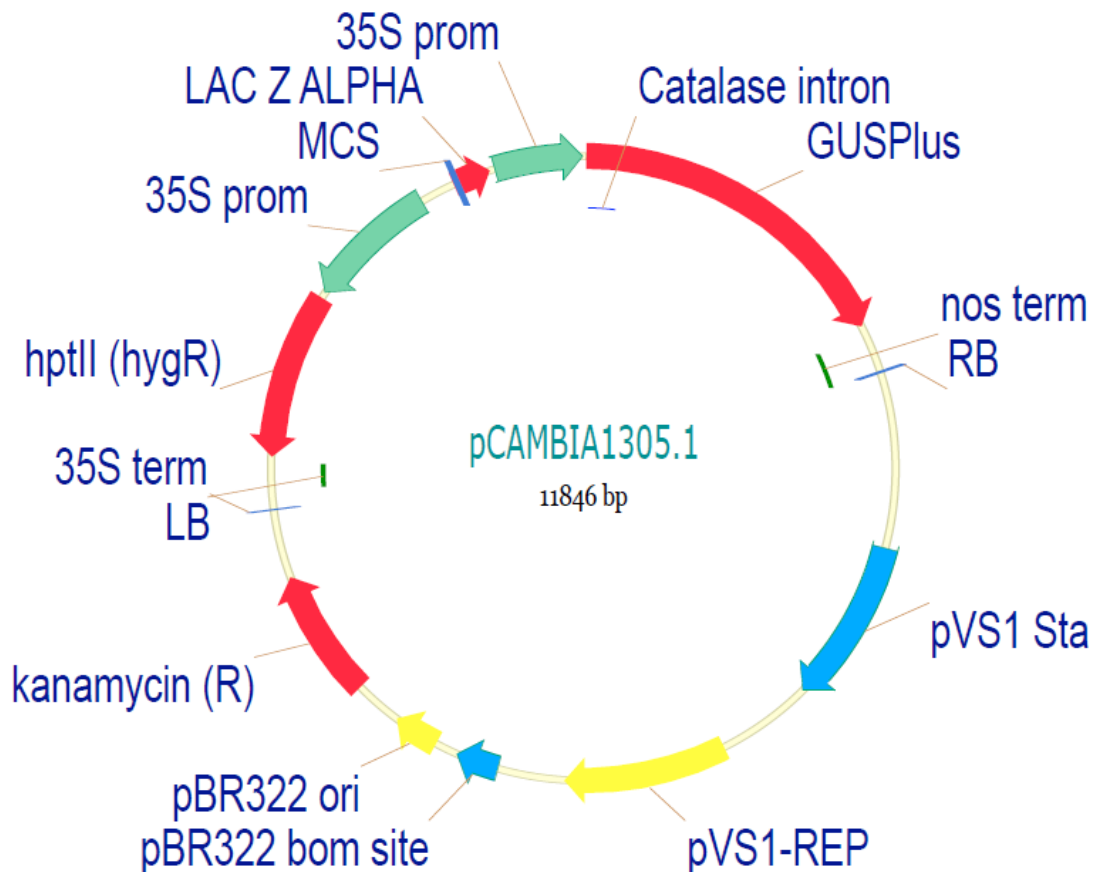 35S prom
LAC Z ALPHA
MCS
35S prom
Catalase intron
GUSPlus
hptII (hygR)
nos term
RB
35S term
LB
pCAMBIA1305.1
11846 bp
pVS1 Sta
kanamycin (R)
pBR322 ori
pBR322 bom site
pVS1-REP